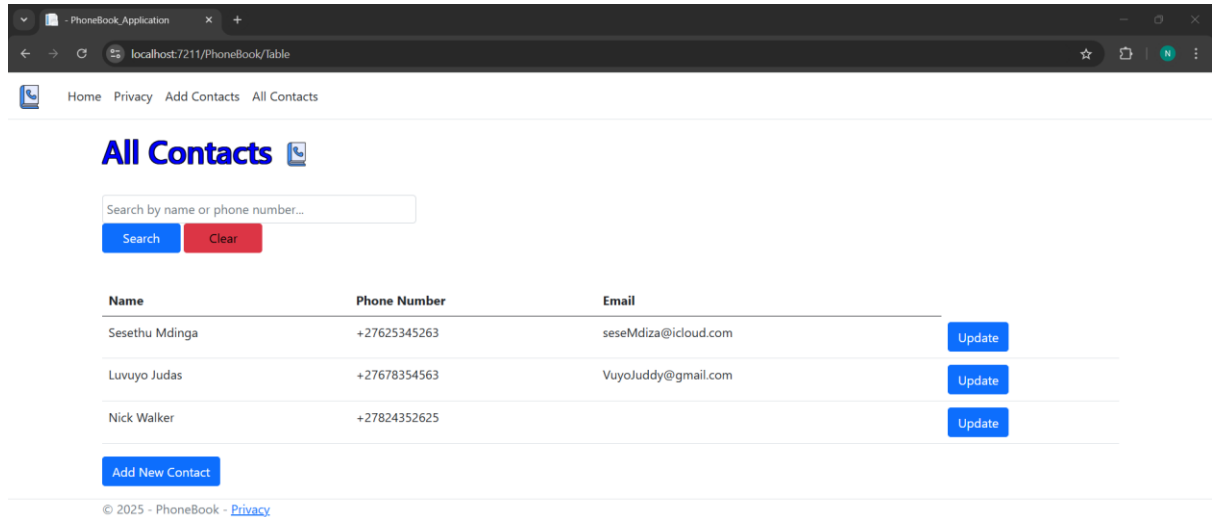 - PhoneBook_Application
localhost:7211/PhoneBook/Table
N
Home Privacy Add Contacts All Contacts
All Contacts
Search by name or phone number...
Search Clear
Name Phone Number Email
Sesethu Mdinga +27625345263 seseMdiza@icloud.com Update
Luvuyo Judas +27678354563 VuyoJuddy@gmail.com Update
Nick Walker +27824352625 Update
Add New Contact
© 2025 - PhoneBook - Privacy